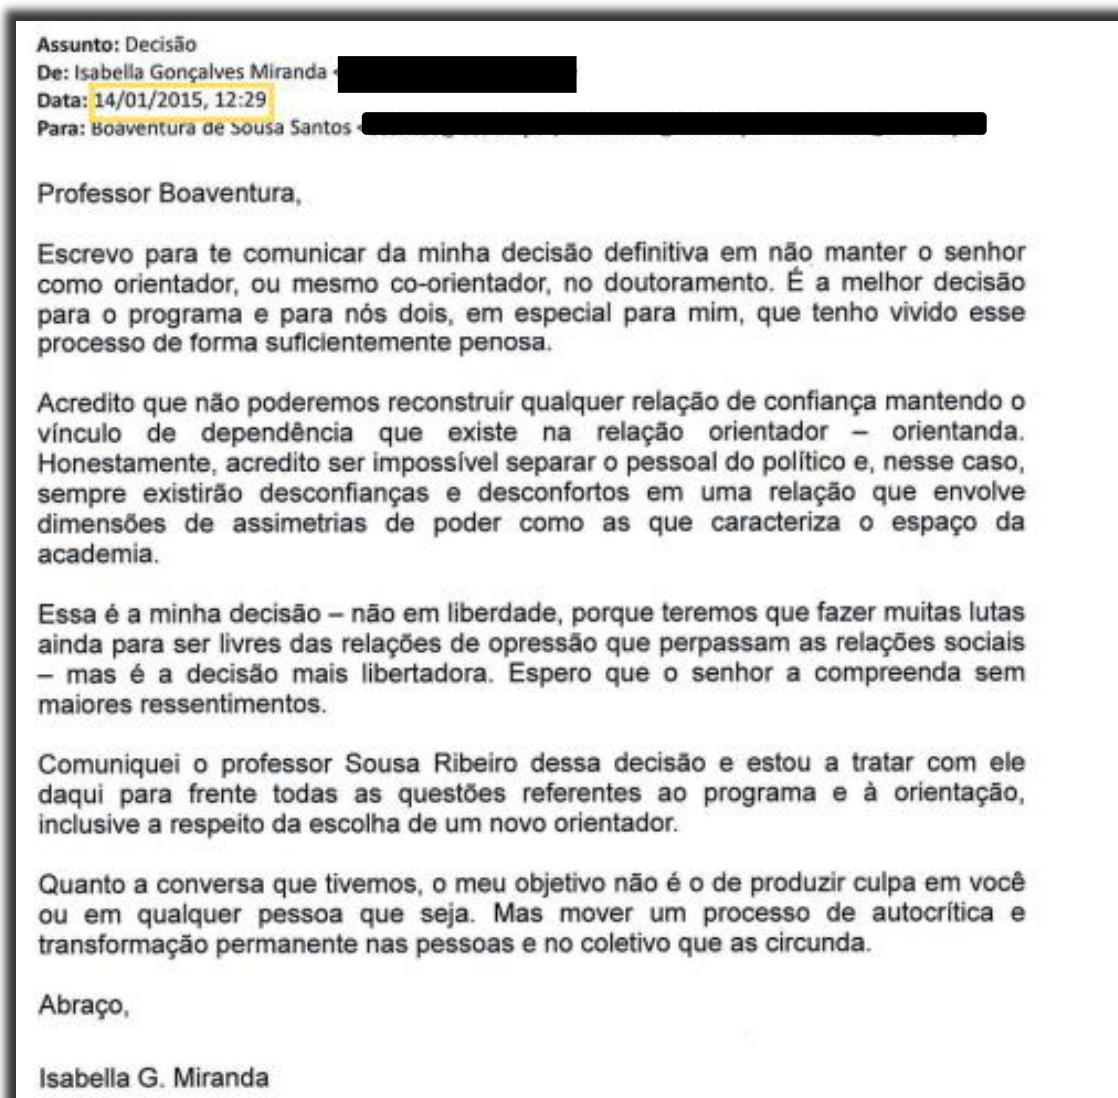 Assunto: Decisão
De: Isabella Gonçalves Miranda
Data: 14/01/2015, 12:29
Para: Boaventura de Sousa Santos
Professor Boaventura,
Escrevo para te comunicar da minha decisão definitiva em não manter o senhor
como orientador, ou mesmo co-orientador, no doutoramento. É a melhor decisão
para o programa e para nós dois, em especial para mim, que tenho vivido esse
processo de forma suficientemente penosa.
Acredito que não poderemos reconstruir qualquer relação de confiança mantendo o
vínculo de dependência que existe na relação orientador – orientanda.
Honestamente, acredito ser impossível separar o pessoal do político e, nesse caso,
sempre existirão desconfianças e desconfortos em uma relação que envolve
dimensões de assimetrias de poder como as que caracteriza o espaço da
academia.
Essa é a minha decisão – não em liberdade, porque teremos que fazer muitas lutas
ainda para ser livres das relações de opressão que perpassam as relações sociais
– mas é a decisão mais libertadora. Espero que o senhor a compreenda sem
maiores ressentimentos.
Comuniquei o professor Sousa Ribeiro dessa decisão e estou a tratar com ele
daqui para frente todas as questões referentes ao programa e à orientação,
inclusive a respeito da escolha de um novo orientador.
Quanto a conversa que tivemos, o meu objetivo não é o de produzir culpa em você
ou em qualquer pessoa que seja. Mas mover um processo de autocrítica e
transformação permanente nas pessoas e no coletivo que as circunda.
Abraço,
Isabella G. Miranda